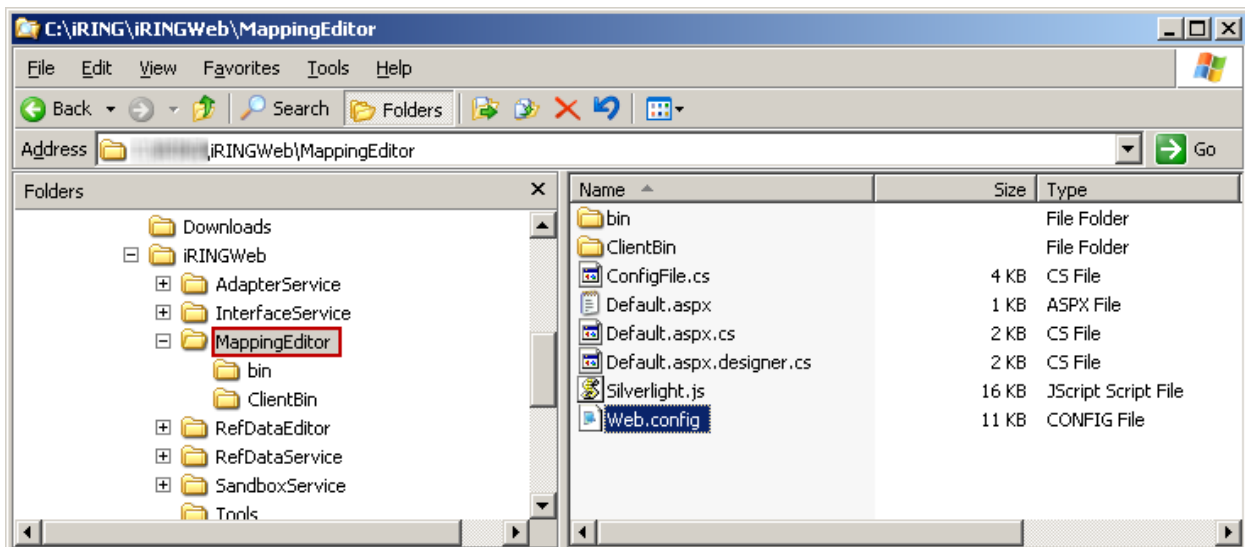 C:\iRING\iRINGWeb\MappingEditor
File Edit View Favorites Tools Help
Back Search Folders
Address \iRINGWeb\MappingEditor Go
Folders x
Name Size Type
Downloads
iRINGWeb
AdapterService
InterfaceService
MappingEditor
bin
ClientBin
RefDataEditor
RefDataService
SandboxService
Tools
bin File Folder
ClientBin File Folder
ConfigFile.cs 4 KB CS File
Default.aspx 1 KB ASPX File
Default.aspx.cs 2 KB CS File
Default.aspx.designer.cs 2 KB CS File
Silverlight.js 16 KB JScript Script File
Web.config 11 KB CONFIG File